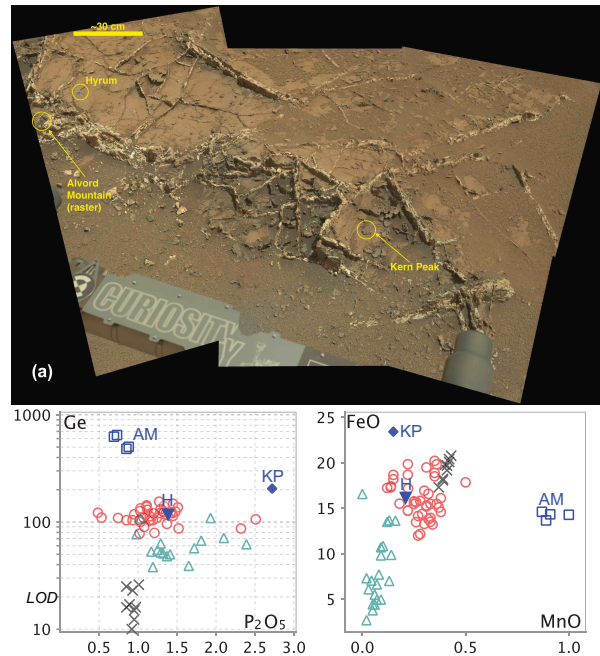 ~30 cm
Hyrum
Alvord
Mountain
(raster)
Kern Peak
CURIOSITY
(a)
1000
Ge
AM
KP
H
100
LOD
10
P2O5
0.5
1.0
1.5
2.0
2.5
3.0
25
FeO
KP
20
H
15
AM
10
5
MnO
0.0
0.5
1.0